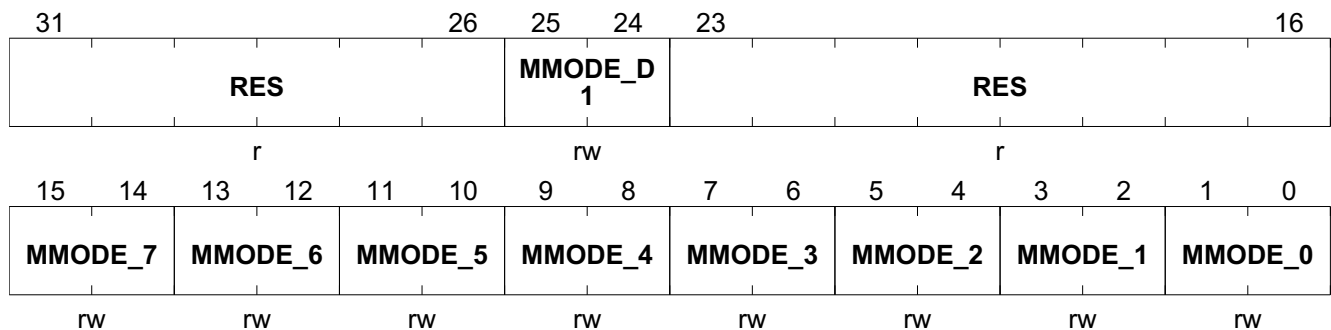 31 26 25 24 23 16
RES MMODE_D RES
1
r rw r
15 14 13 12 11 10 9 8 7 6 5 4 3 2 1 0
MMODE_7 MMODE_6 MMODE_5 MMODE_4 MMODE_3 MMODE_2 MMODE_1 MMODE_0
rw rw rw rw rw rw rw rw